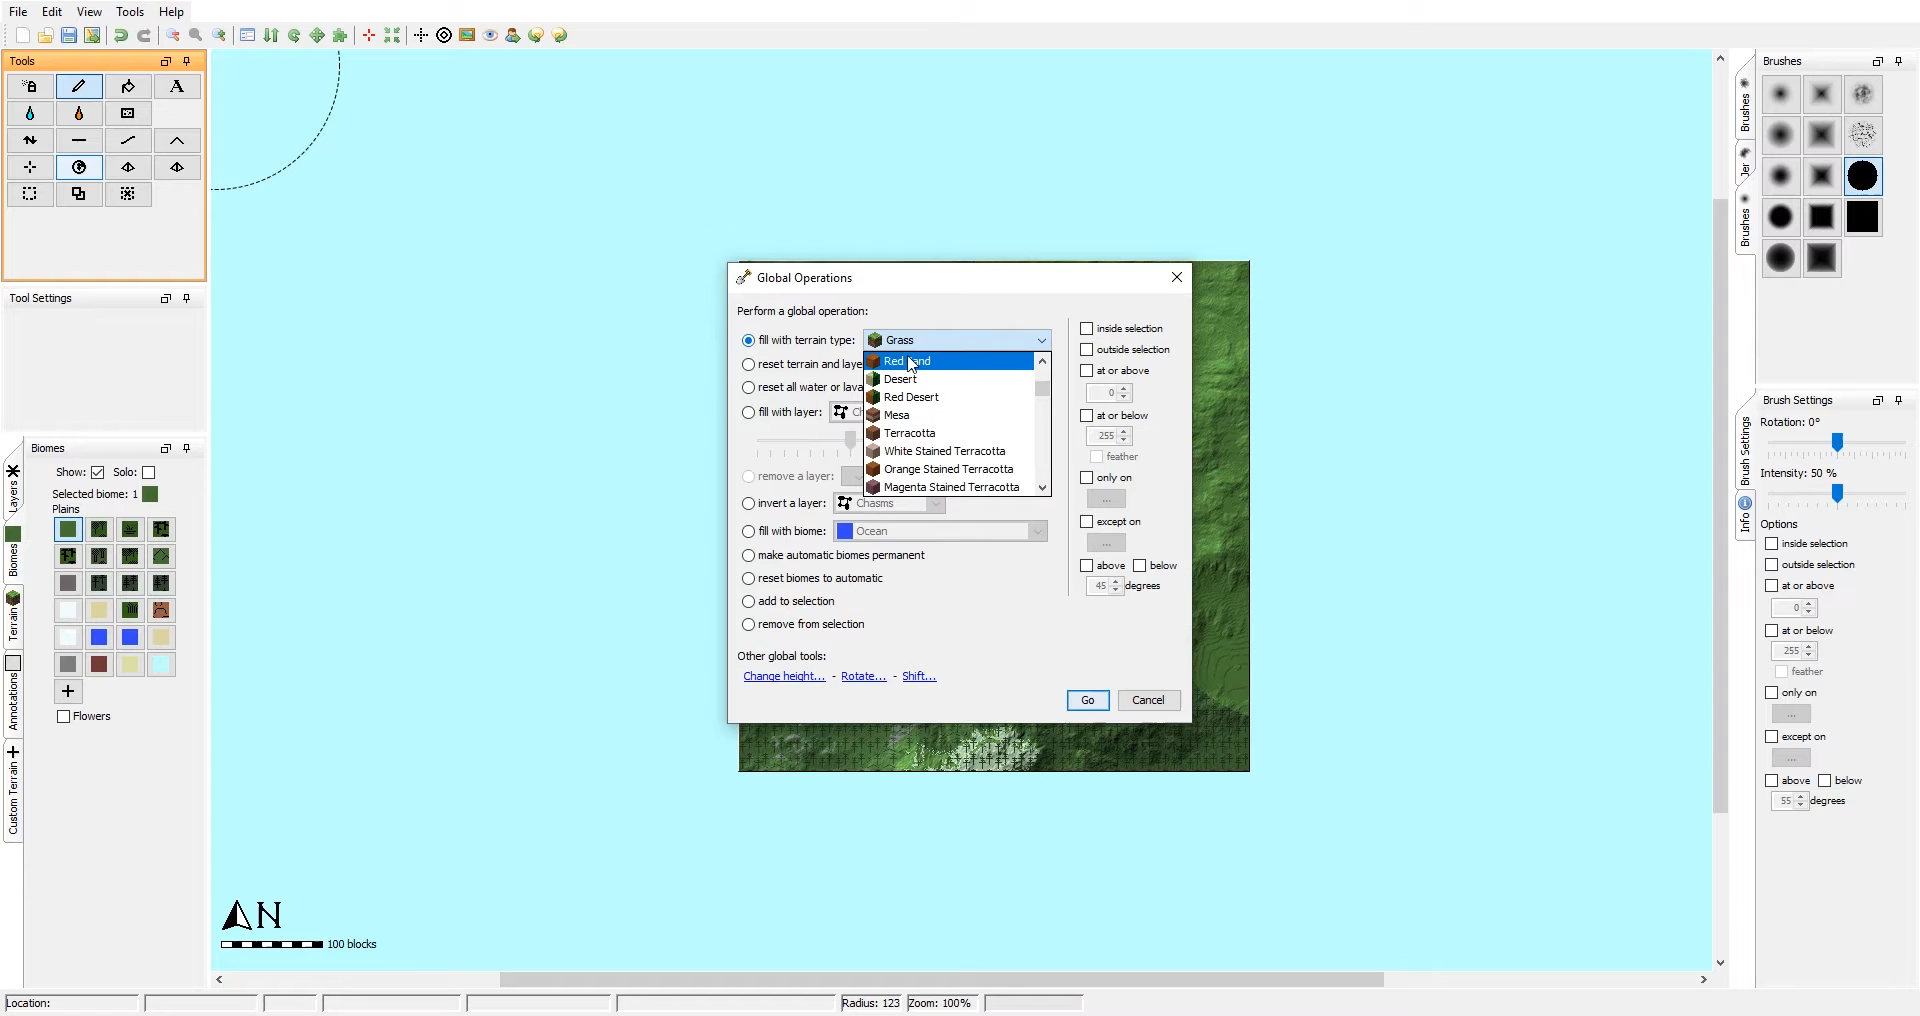 File Edit View Tools Help
Tools
A
Tool Settings
Biomes
Show: Solo:
Selected biome: 1
Plains
Flowers
Layers
Biomes
Terrain
Annotations
Custom Terrain
Global Operations
Perform a global operation:
fill with terrain type: Grass
Red
Desert
Red Desert
Mesa
Terracotta
White Stained Terracotta
Orange Stained Terracotta
Magenta Stained Terracotta
reset terrain and laye
reset all water or lava
fill with layer: Ch
remove a layer:
invert a layer: Chasms
fill with biome: Ocean
make automatic biomes permanent
reset biomes to automatic
add to selection
remove from selection
Other global tools:
Change height... - Rotate... - Shift...
inside selection
outside selection
at or above
0
at or below
255
feather
only on
...
except on
...
above below
45 degrees
Go Cancel
N
100 blocks
Brushes
Brushes
Jer
Brushes
Brush Settings
Info
Brush Settings
Rotation: 0°
Intensity: 50 %
Options
inside selection
outside selection
at or above
0
at or below
255
feather
only on
...
except on
...
above below
55 degrees
Location: Radius: 123 Zoom: 100%